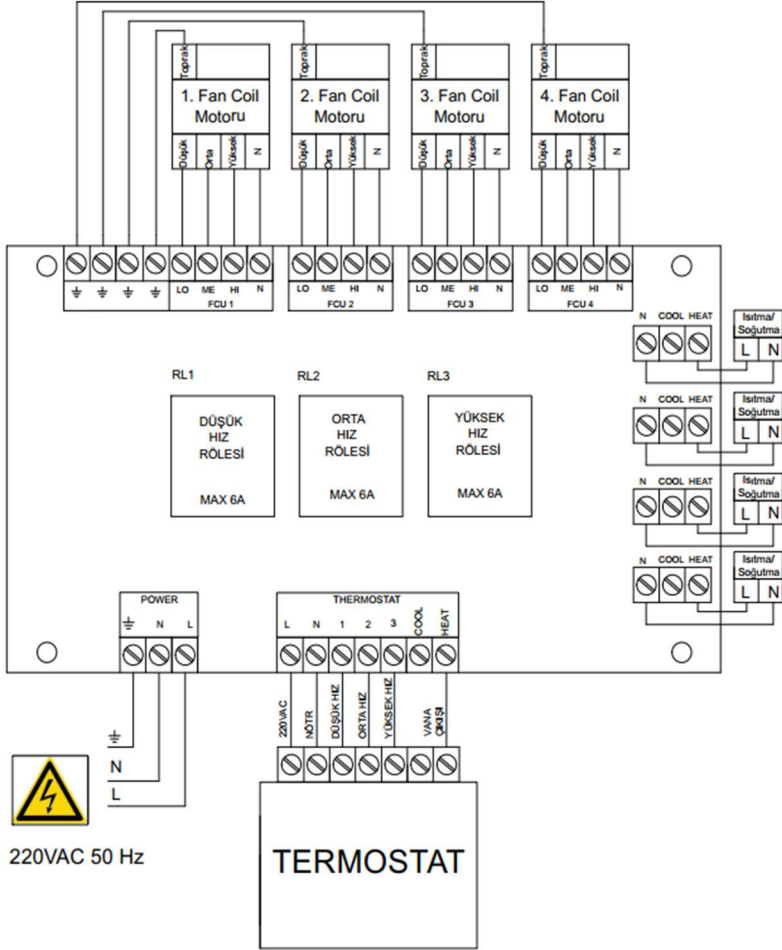 Toprak
Toprak
Toprak
Toprak
1. Fan Coil
Motoru
2. Fan Coil
Motoru
3. Fan Coil
Motoru
4. Fan Coil
Motoru
Düşük Orta Yüksek N
Düşük Orta Yüksek N
Düşük Orta Yüksek N
Düşük Orta Yüksek N
LO ME HI N
FCU 1
LO ME HI N
FCU 2
LO ME HI N
FCU 3
LO ME HI N
FCU 4
N COOL HEAT
Isıtma/
Soğutma
L N
N COOL HEAT
Isıtma/
Soğutma
L N
N COOL HEAT
Isıtma/
Soğutma
L N
N COOL HEAT
Isıtma/
Soğutma
L N
RL1
DÜŞÜK
HIZ
RÖLESİ
MAX 6A
RL2
ORTA
HIZ
RÖLESİ
MAX 6A
RL3
YÜKSEK
HIZ
RÖLESİ
MAX 6A
POWER
N L
THERMOSTAT
L N 1 2 3 COOL HEAT
220VAC
NÖTR
DÜŞÜK HIZ
ORTA HIZ
YÜKSEK HIZ
VANA
ÇIKIŞI
N
L
220VAC 50 Hz
TERMOSTAT